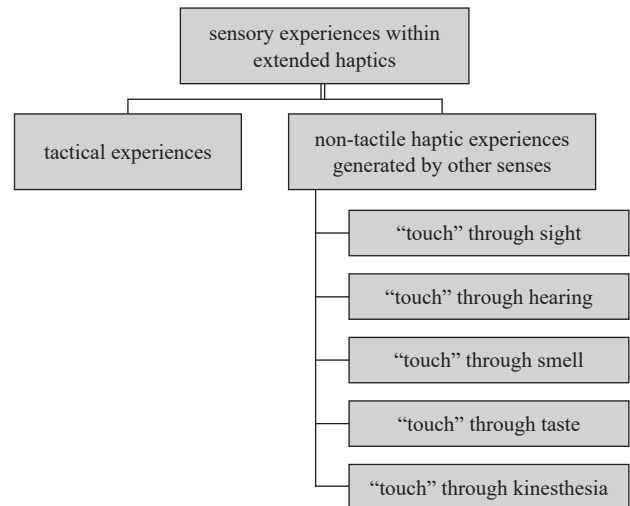 sensory experiences within
extended haptics
tactical experiences
non-tactile haptic experiences
generated by other senses
“touch” through sight
“touch” through hearing
“touch” through smell
“touch” through taste
“touch” through kinesthesia